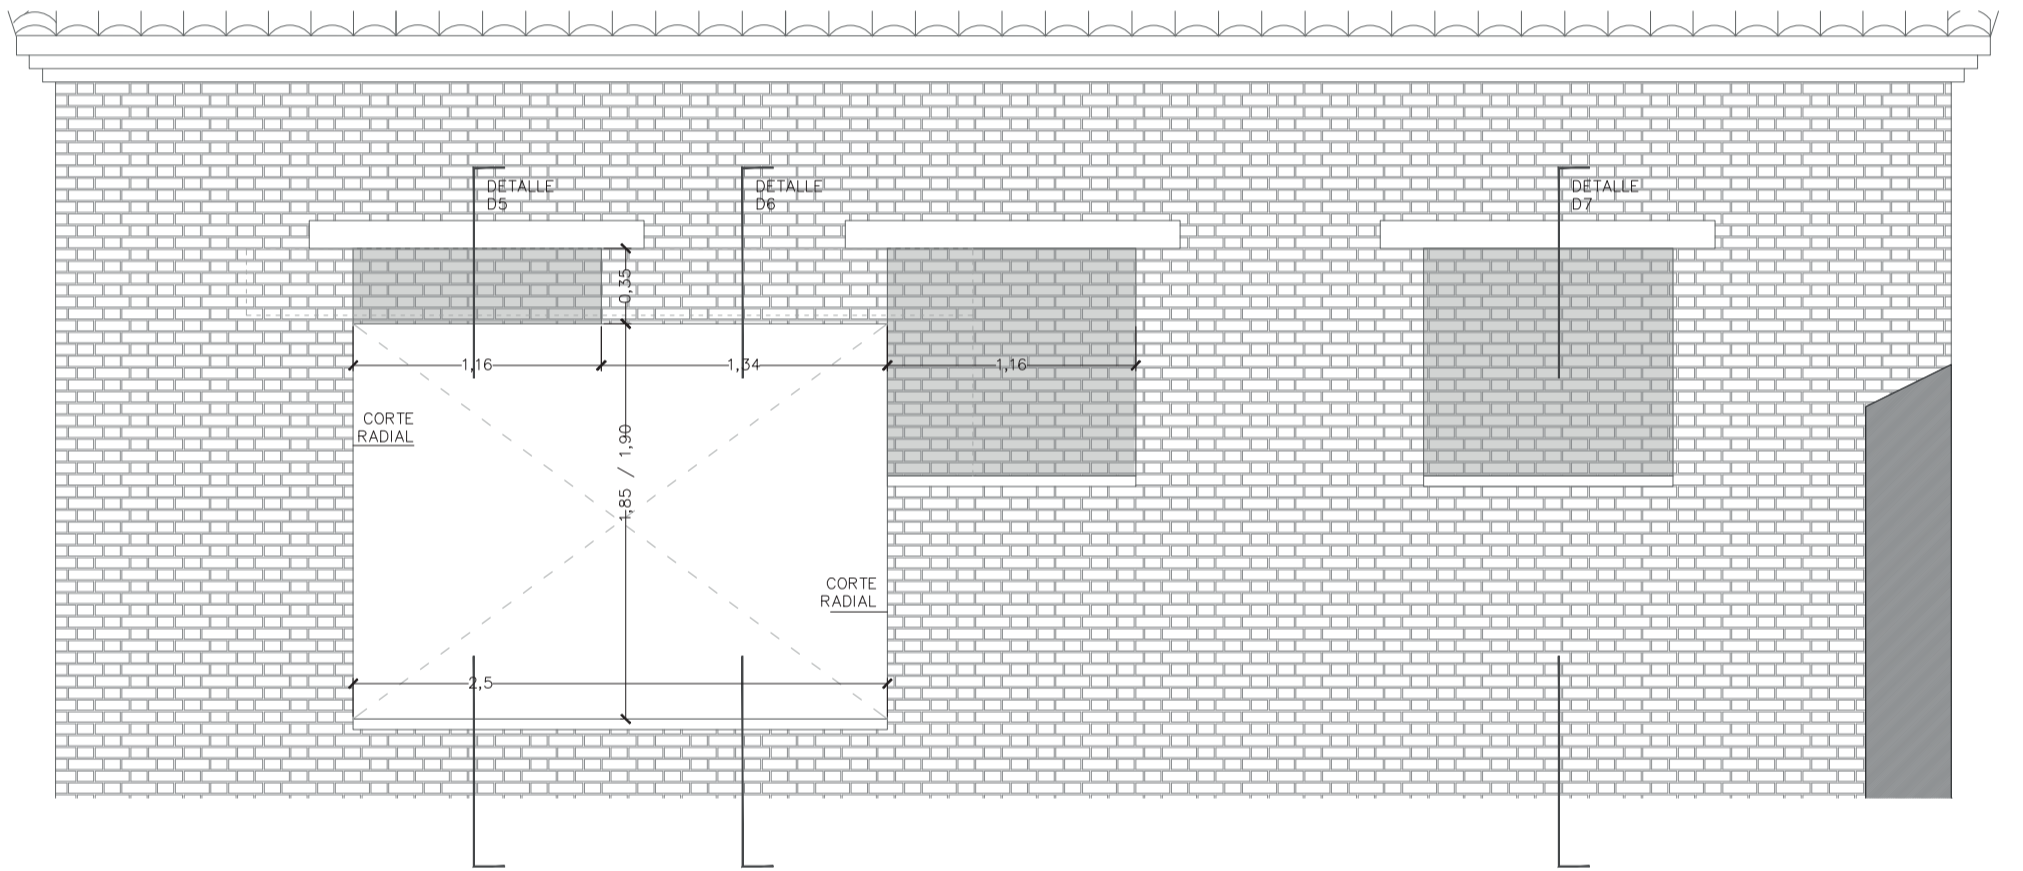 DETALLE
D5
DETALLE
D6
DETALLE
D7
0,35
1,16
1,34
1,16
CORTE
RADIAL
1,85 / 1,90
CORTE
RADIAL
2,5